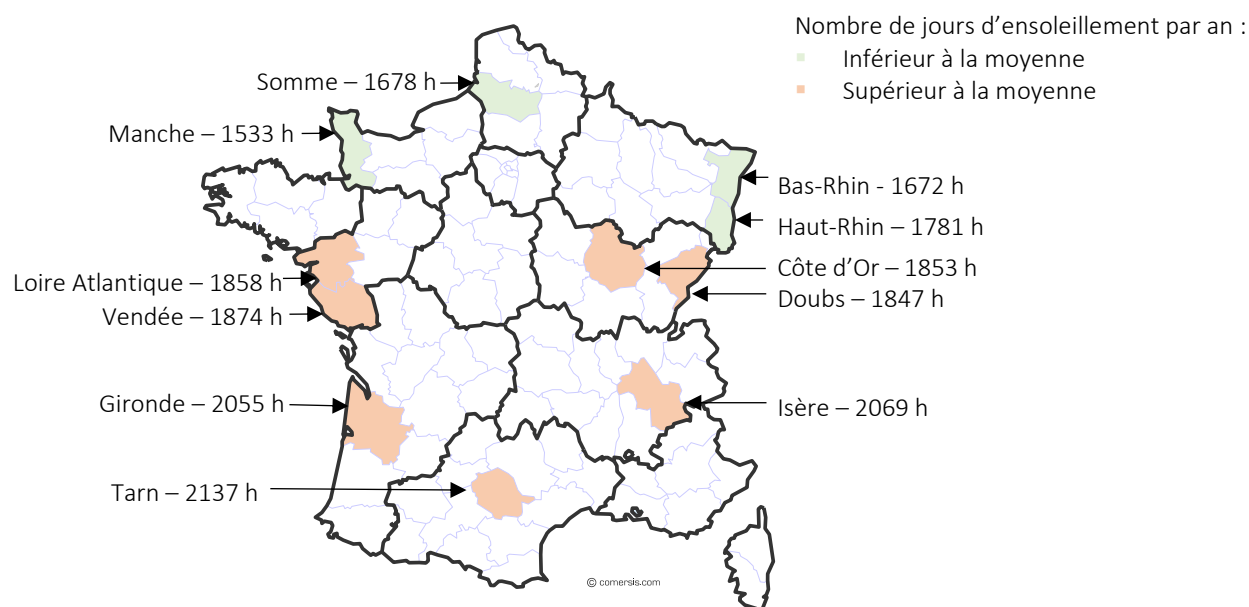 Nombre de jours d’ensoleillement par an :
Inférieur à la moyenne
Supérieur à la moyenne
Somme – 1678 h
Manche – 1533 h
Bas-Rhin - 1672 h
Haut-Rhin – 1781 h
Côte d’Or – 1853 h
Doubs – 1847 h
Loire Atlantique – 1858 h
Vendée – 1874 h
Gironde – 2055 h
Isère – 2069 h
Tarn – 2137 h
© comersis.com